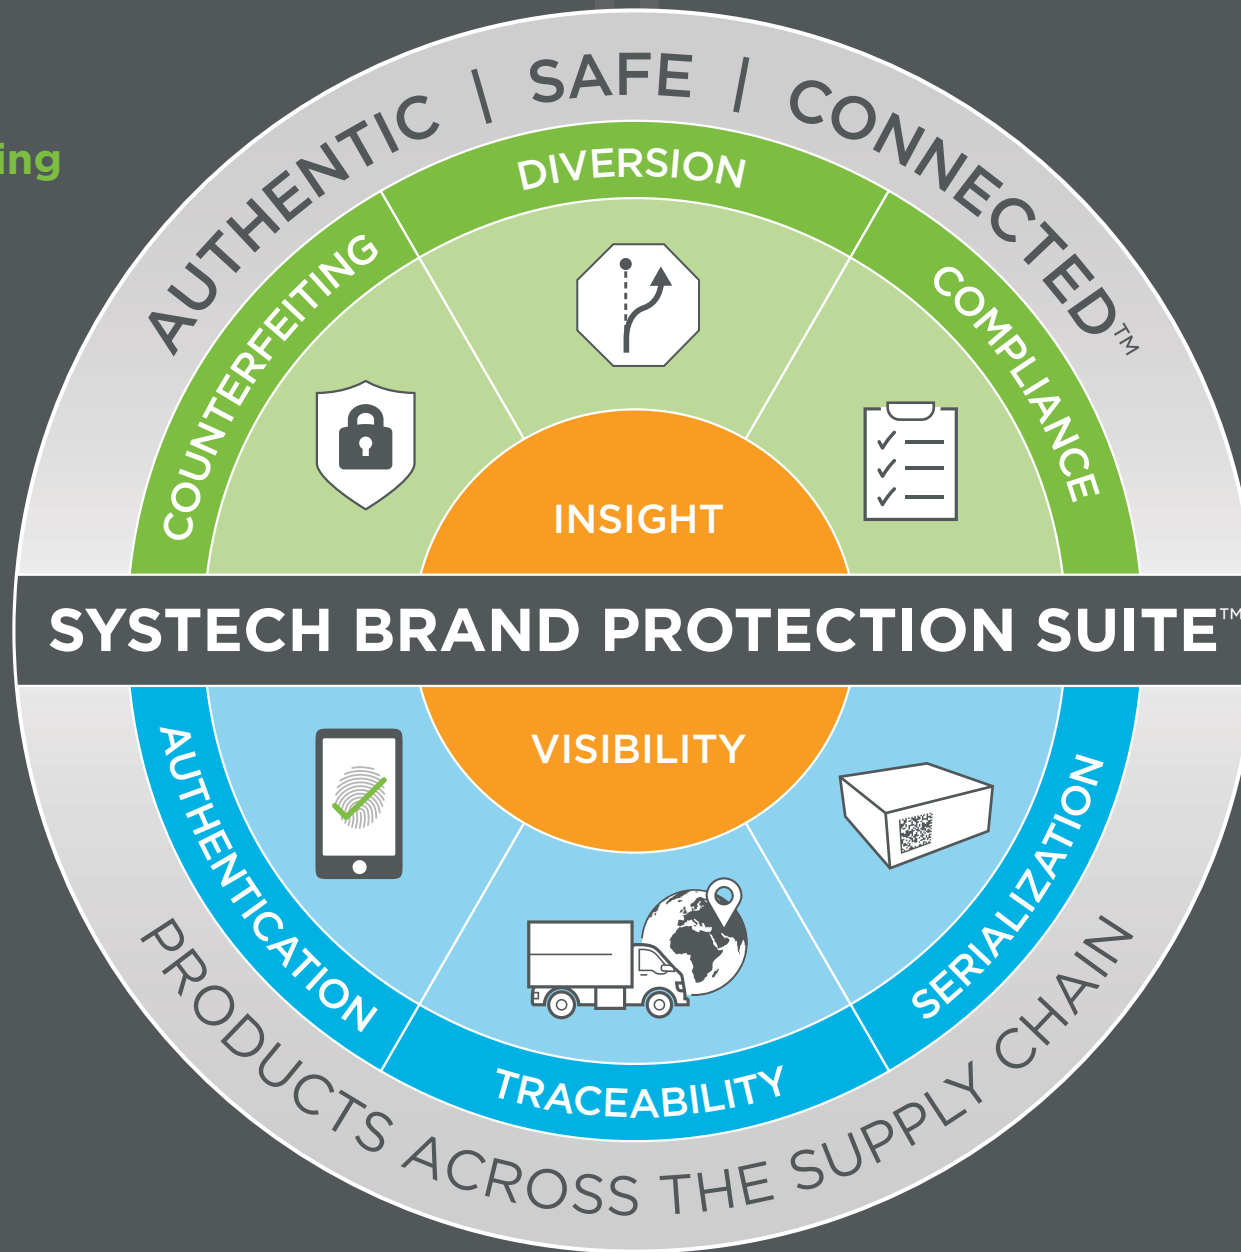 ing
AUTHENTIC | SAFE | CONNECTED™
DIVERSION
COUNTERFEITING
COMPLIANCE
INSIGHT
SYSTECH BRAND PROTECTION SUITE™
VISIBILITY
AUTHENTICATION
TRACEABILITY
SERIALIZATION
PRODUCTS ACROSS THE SUPPLY CHAIN